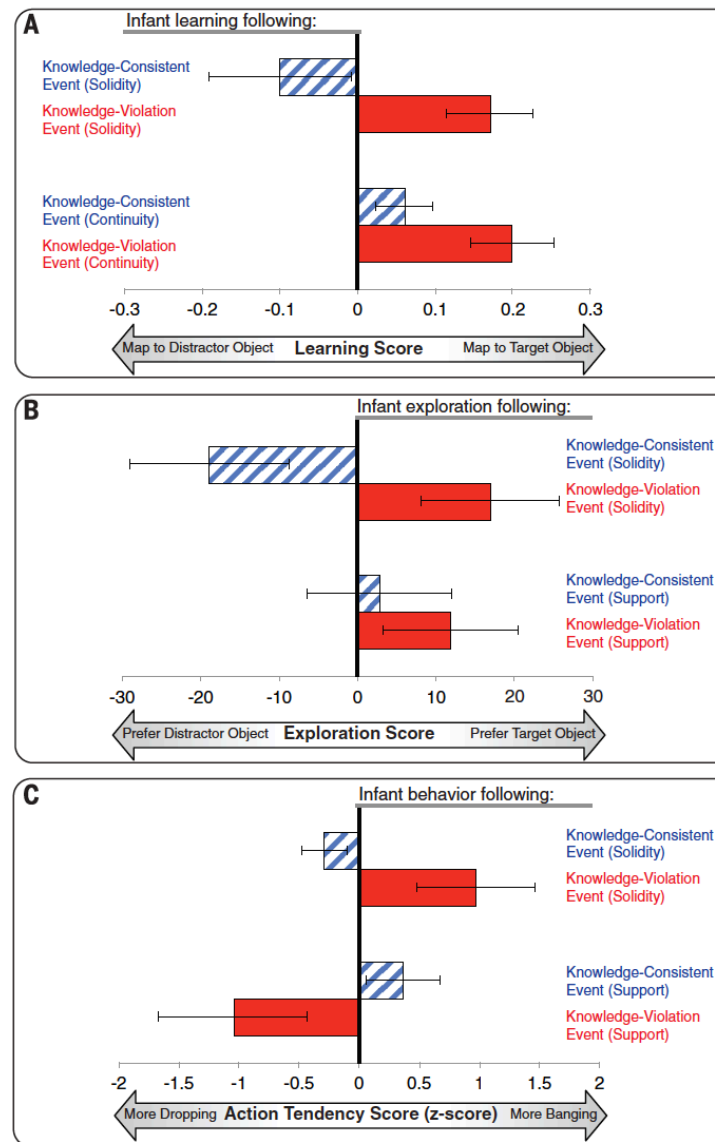 A
Infant learning following:
Knowledge-Consistent
Event (Solidity)
Knowledge-Violation
Event (Solidity)
Knowledge-Consistent
Event (Continuity)
Knowledge-Violation
Event (Continuity)
-0.3 -0.2 -0.1 0 0.1 0.2 0.3
Map to Distractor Object Learning Score Map to Target Object
B
Infant exploration following:
Knowledge-Consistent
Event (Solidity)
Knowledge-Violation
Event (Solidity)
Knowledge-Consistent
Event (Support)
Knowledge-Violation
Event (Support)
-30 -20 -10 0 10 20 30
Prefer Distractor Object Exploration Score Prefer Target Object
C
Infant behavior following:
Knowledge-Consistent
Event (Solidity)
Knowledge-Violation
Event (Solidity)
Knowledge-Consistent
Event (Support)
Knowledge-Violation
Event (Support)
-2 -1.5 -1 -0.5 0 0.5 1 1.5 2
More Dropping Action Tendency Score (z-score) More Banging